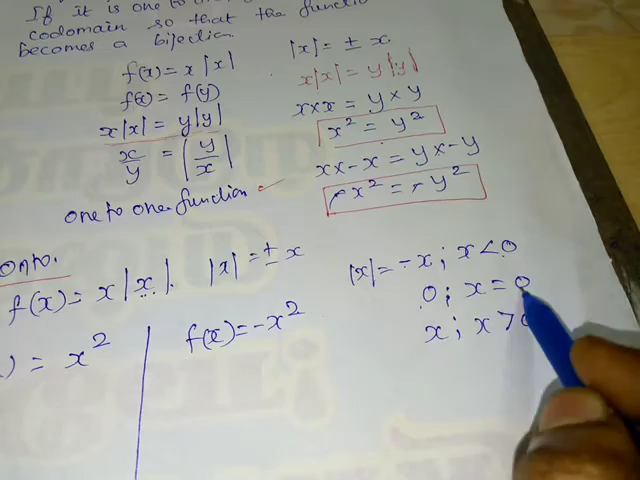 If it is one to
codomain so that the functio
becomes a bijection
f(x) = x |x|
f(x) = f(y)
x|x| = y|y|
x/y = |y/x|
one to one function
|x| = ± x
x|x| = y|y|
x×x = y×y
x² = y²
x×-x = y×-y
-x² = -y²
onto.
f(x) = x|x|. |x| = ± x
) = x²
f(x) = -x²
|x| = -x ; x<0
0 ; x = 0
x ; x >0